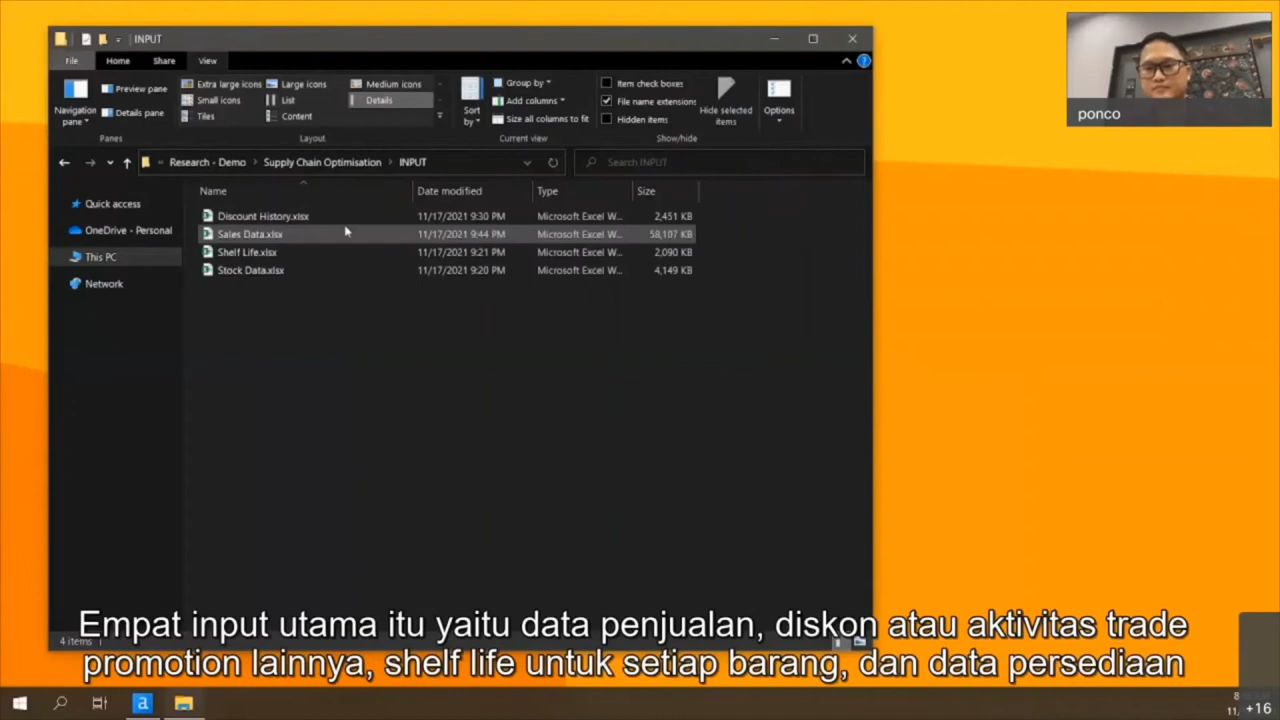 INPUT
File Home Share View
Navigation pane
Preview pane
Details pane
Panes
Extra large icons Large icons Medium icons
Small icons List Details
Tiles Content
Layout
Sort by
Group by
Add columns
Size all columns to fit
Current view
Item check boxes
File name extensions
Hidden items
Hide selected items
Show/hide
Options
Research - Demo > Supply Chain Optimisation > INPUT
Search INPUT
Quick access
OneDrive - Personal
This PC
Network
Name Date modified Type Size
Discount History.xlsx 11/17/2021 9:30 PM Microsoft Excel W... 2,451 KB
Sales Data.xlsx 11/17/2021 9:44 PM Microsoft Excel W... 58,107 KB
Shelf Life.xlsx 11/17/2021 9:21 PM Microsoft Excel W... 2,090 KB
Stock Data.xlsx 11/17/2021 9:20 PM Microsoft Excel W... 4,149 KB
ponco
4 items
Empat input utama itu yaitu data penjualan, diskon atau aktivitas trade
promotion lainnya, shelf life untuk setiap barang, dan data persediaan
a
+16